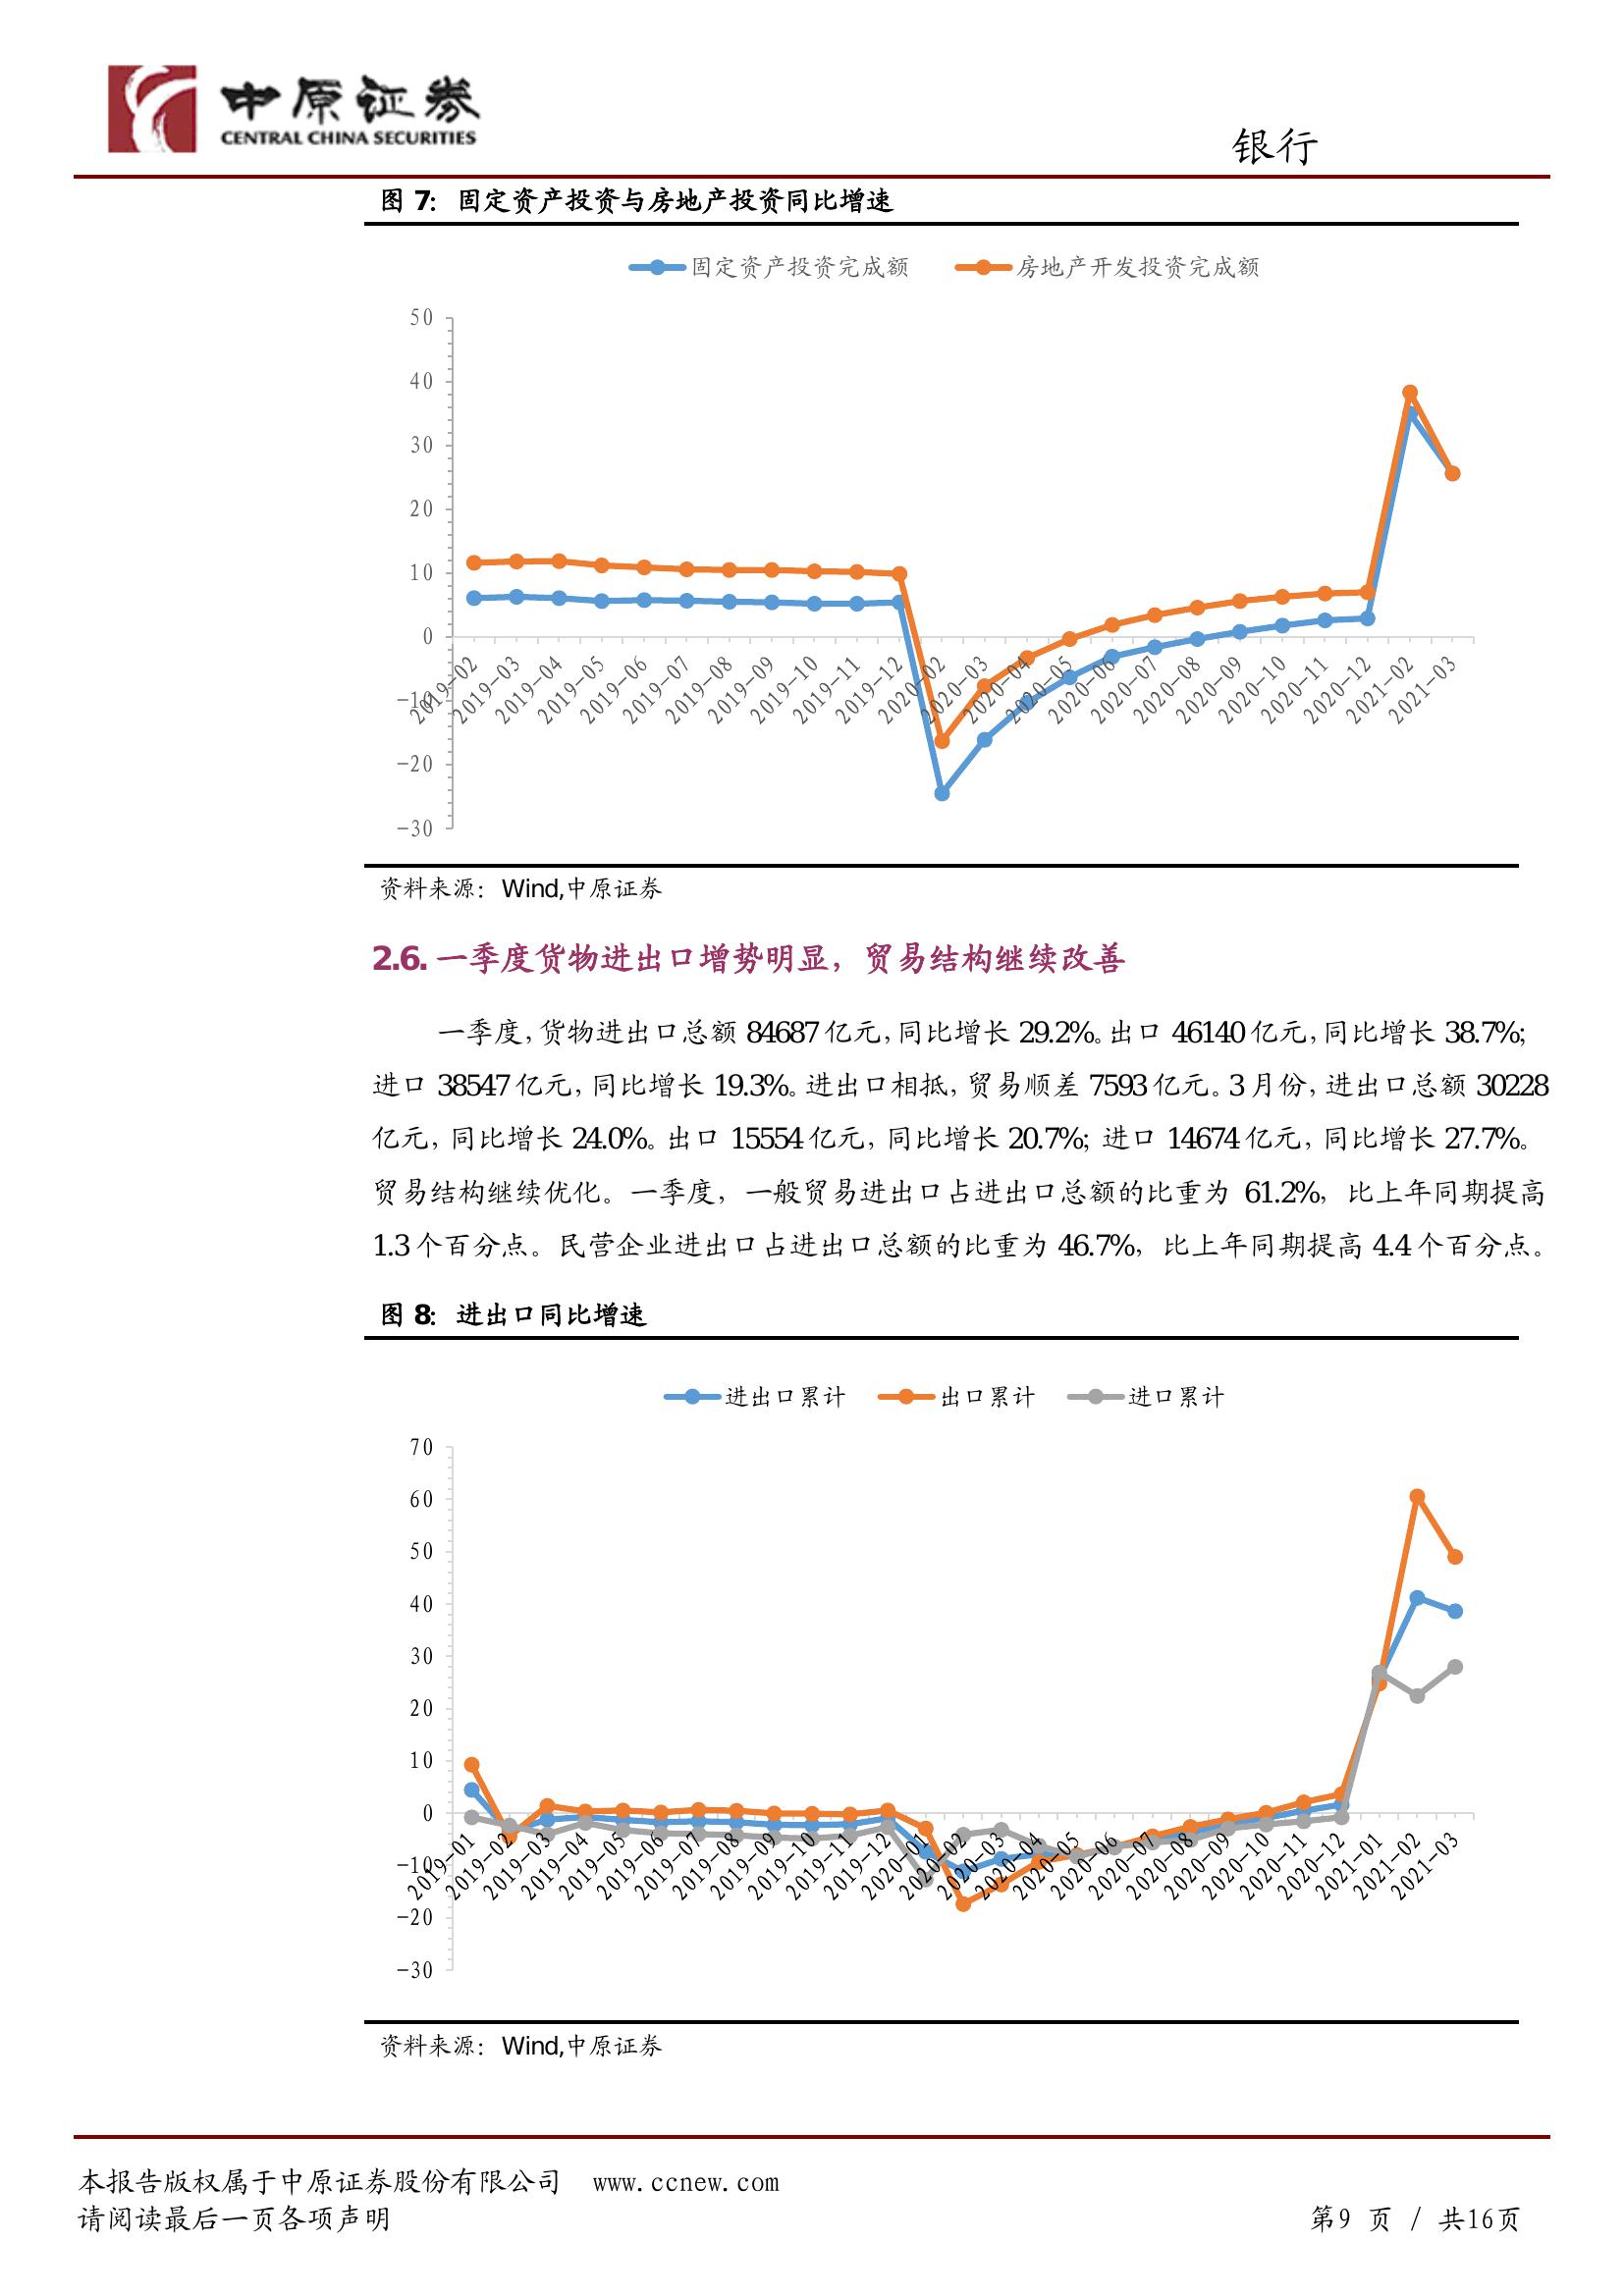 中原证券
CENTRAL CHINA SECURITIES
银行
图 7：固定资产投资与房地产投资同比增速
固定资产投资完成额 房地产开发投资完成额
50
40
30
20
10
0
-10
-20
-30
2019-02 2019-03 2019-04 2019-05 2019-06 2019-07 2019-08 2019-09 2019-10 2019-11 2019-12 2020-02 2020-03 2020-04 2020-05 2020-06 2020-07 2020-08 2020-09 2020-10 2020-11 2020-12 2021-02 2021-03
资料来源：Wind,中原证券
2.6. 一季度货物进出口增势明显，贸易结构继续改善
一季度，货物进出口总额 84687 亿元，同比增长 29.2%。出口 46140 亿元，同比增长 38.7%；
进口 38547 亿元，同比增长 19.3%。进出口相抵，贸易顺差 7593 亿元。3 月份，进出口总额 30228
亿元，同比增长 24.0%。出口 15554 亿元，同比增长 20.7%；进口 14674 亿元，同比增长 27.7%。
贸易结构继续优化。一季度，一般贸易进出口占进出口总额的比重为 61.2%，比上年同期提高
1.3 个百分点。民营企业进出口占进出口总额的比重为 46.7%，比上年同期提高 4.4 个百分点。
图 8：进出口同比增速
进出口累计 出口累计 进口累计
70
60
50
40
30
20
10
0
-10
-20
-30
2019-01 2019-02 2019-03 2019-04 2019-05 2019-06 2019-07 2019-08 2019-09 2019-10 2019-11 2019-12 2020-01 2020-02 2020-03 2020-04 2020-05 2020-06 2020-07 2020-08 2020-09 2020-10 2020-11 2020-12 2021-01 2021-02 2021-03
资料来源：Wind,中原证券
本报告版权属于中原证券股份有限公司 www.ccnew.com
请阅读最后一页各项声明
第9 页 / 共16页